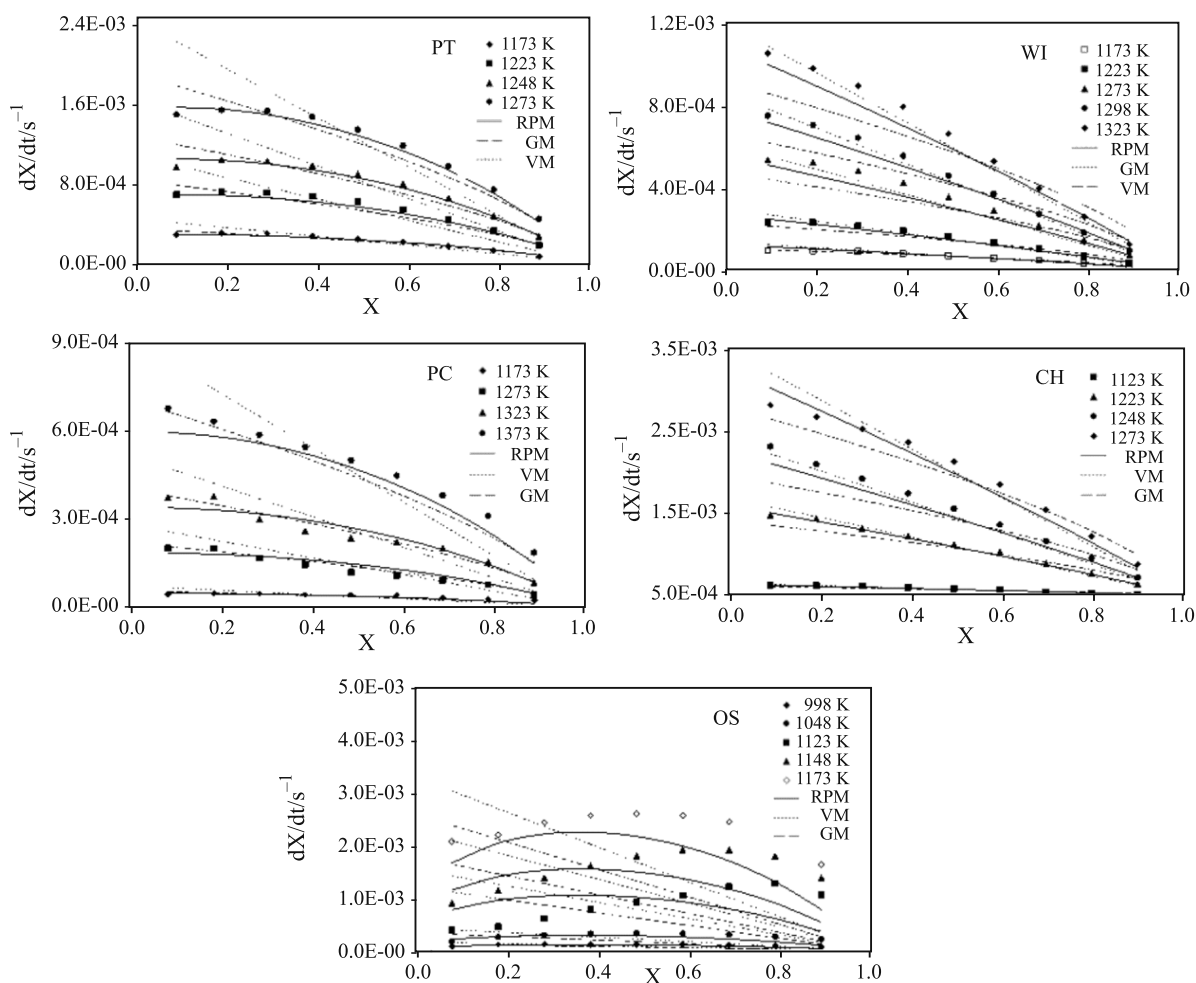 PT
2.4E-03
1.6E-03
8.0E-04
0.0E-00
dX/dt/s⁻¹
1173 K
1223 K
1248 K
1273 K
RPM
GM
VM
0.0 0.2 0.4 0.6 0.8 1.0
X
WI
1.2E-03
8.0E-04
4.0E-04
0.0E-00
dX/dt/s⁻¹
1173 K
1223 K
1273 K
1298 K
1323 K
RPM
GM
VM
0.0 0.2 0.4 0.6 0.8 1.0
X
PC
9.0E-04
6.0E-04
3.0E-04
0.0E-00
dX/dt/s⁻¹
1173 K
1273 K
1323 K
1373 K
RPM
VM
GM
0.0 0.2 0.4 0.6 0.8 1.0
X
CH
3.5E-03
2.5E-03
1.5E-03
5.0E-04
dX/dt/s⁻¹
1123 K
1223 K
1248 K
1273 K
RPM
VM
GM
0.0 0.2 0.4 0.6 0.8 1.0
X
OS
5.0E-03
4.0E-03
3.0E-03
2.0E-03
1.0E-03
0.0E-00
dX/dt/s⁻¹
998 K
1048 K
1123 K
1148 K
1173 K
RPM
VM
GM
0.0 0.2 0.4 X 0.6 0.8 1.0